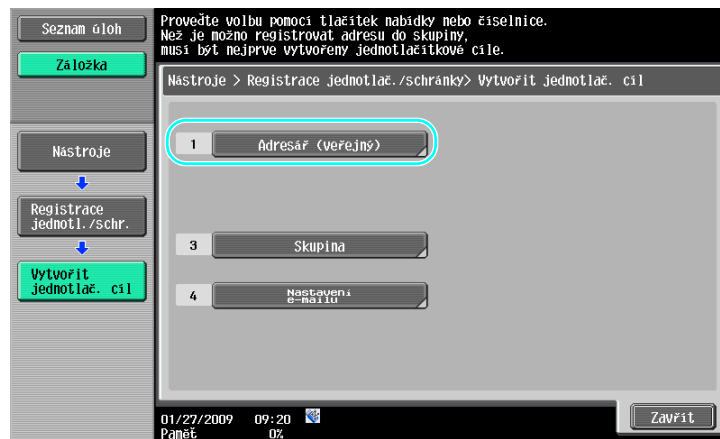 Seznam úloh
Záložka
Proveďte volbu pomocí tlačítek nabídky nebo číselnice.
Než je možno registrovat adresu do skupiny,
musí být nejprve vytvořeny jednotlačítkové cíle.
Nástroje > Registrace jednotlač./schránky> Vytvořit jednotlač. cíl
Nástroje
Registrace
jednotl./schr.
Vytvořit
jednotlač. cíl
1 Adresář (veřejný)
3 Skupina
4 Nastavení
e-mailu
01/27/2009 09:20
Paměť 0%
Zavřít